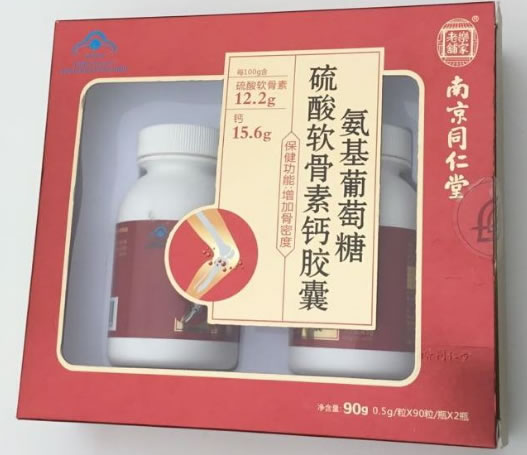 老樂
舖家
南京同仁堂
氨基葡萄糖
硫酸软骨素钙胶囊
每100g含
硫酸软骨素
12.2g
钙
15.6g
保健功能:增加骨密度
净含量: 90g 0.5g/粒X90粒/瓶X2瓶